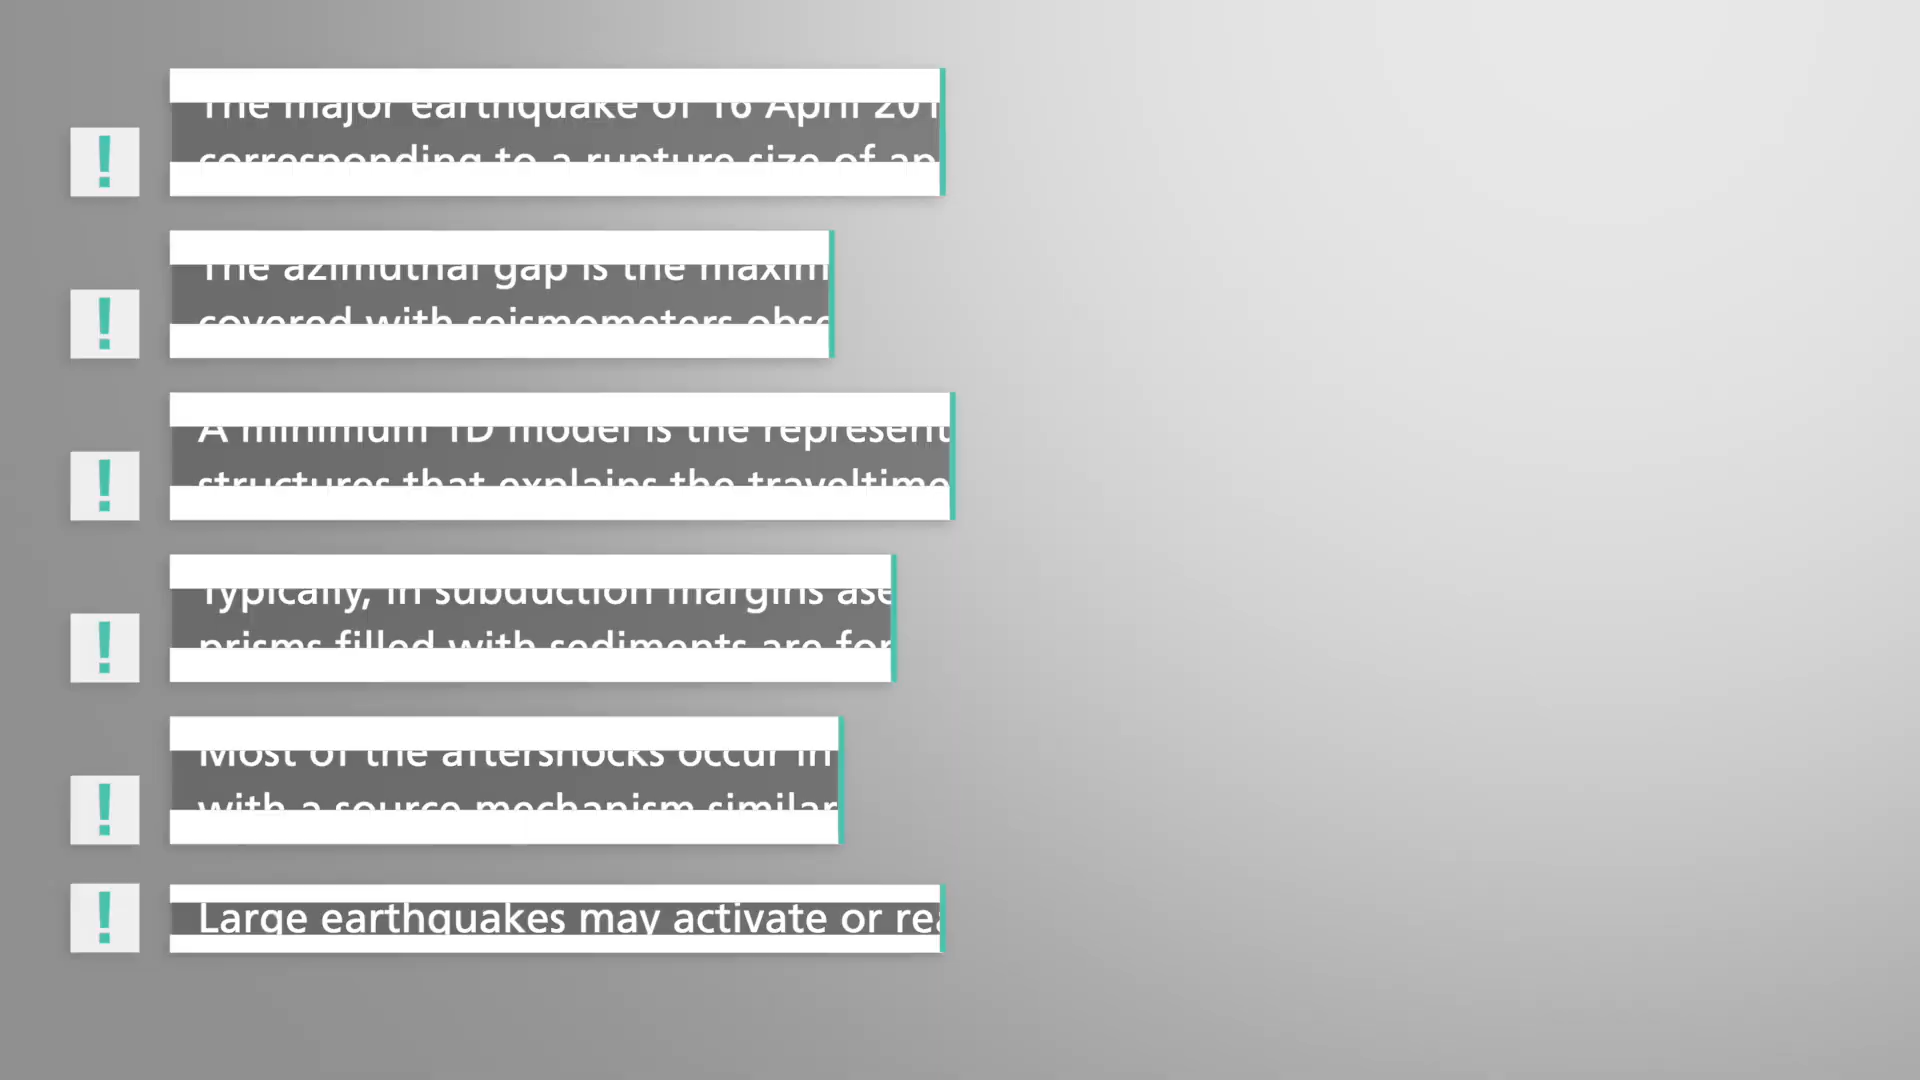 !
The major earthquake of 16 April 201
corresponding to a rupture size of ap
!
The azimuthal gap is the maxim
covered with seismometers obse
!
A minimum 1D model is the represent
structures that explains the traveltime
!
Typically, in subduction margins ase
prisms filled with sediments are for
!
Most of the aftershocks occur in
with a source mechanism similar
!
Large earthquakes may activate or rea